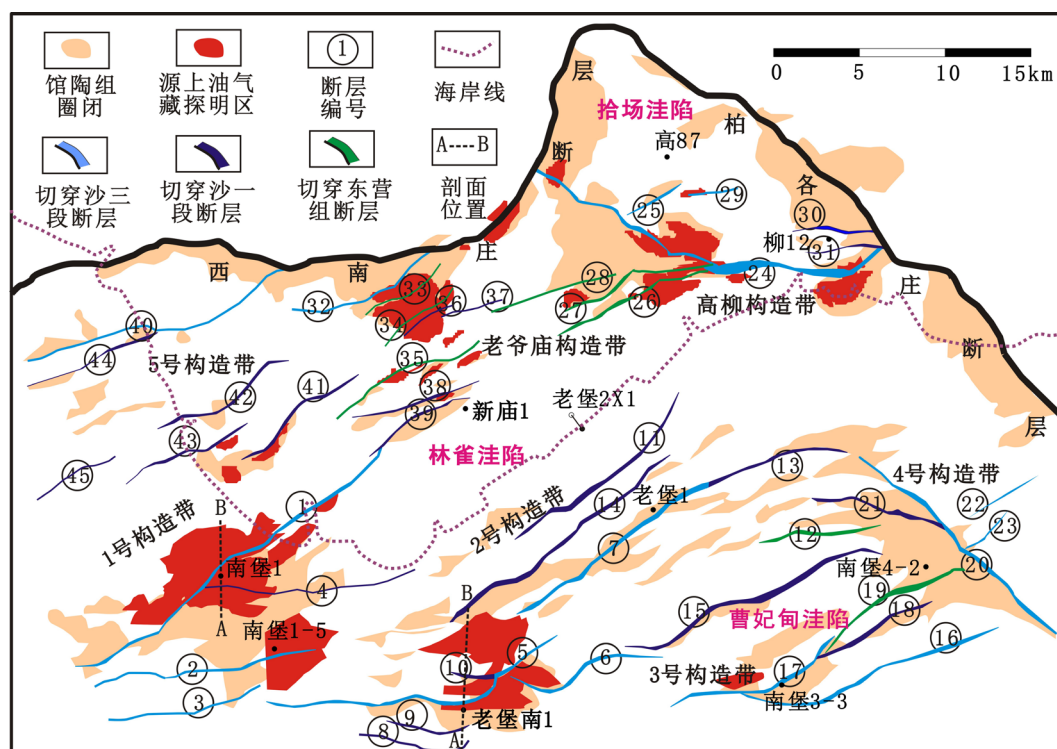 ①
A----B
馆陶组
圈闭
源上油气
藏探明区
断层
编号
海岸线
0 5 10 15km
切穿沙三
段断层
切穿沙一
段断层
切穿东营
组断层
剖面
位置
西 南 庄 断 层
柏 各 庄 断 层
拾场洼陷
高87
㉙
㉕
㉚
柳12
㉛
㉔
高柳构造带
㉘
㉗
㉖
㉜
㉝
㊱
㊲
㉞
㉟
老爷庙构造带
㊵
㊹
5号构造带
㊷
㊶
㊳
㊴
新庙1
老堡2X1
㊸
㊺
林雀洼陷
⑪
⑬
4号构造带
①
1号构造带
2号构造带
⑭
老堡1
㉑
㉒
㉓
B
南堡1
④
⑦
⑫
南堡4-2
⑳
A
南堡1-5
B
⑮
⑲
⑱
曹妃甸洼陷
⑯
②
⑩
⑤
⑥
3号构造带
⑰
南堡3-3
③
⑨
⑧
老堡南1
A